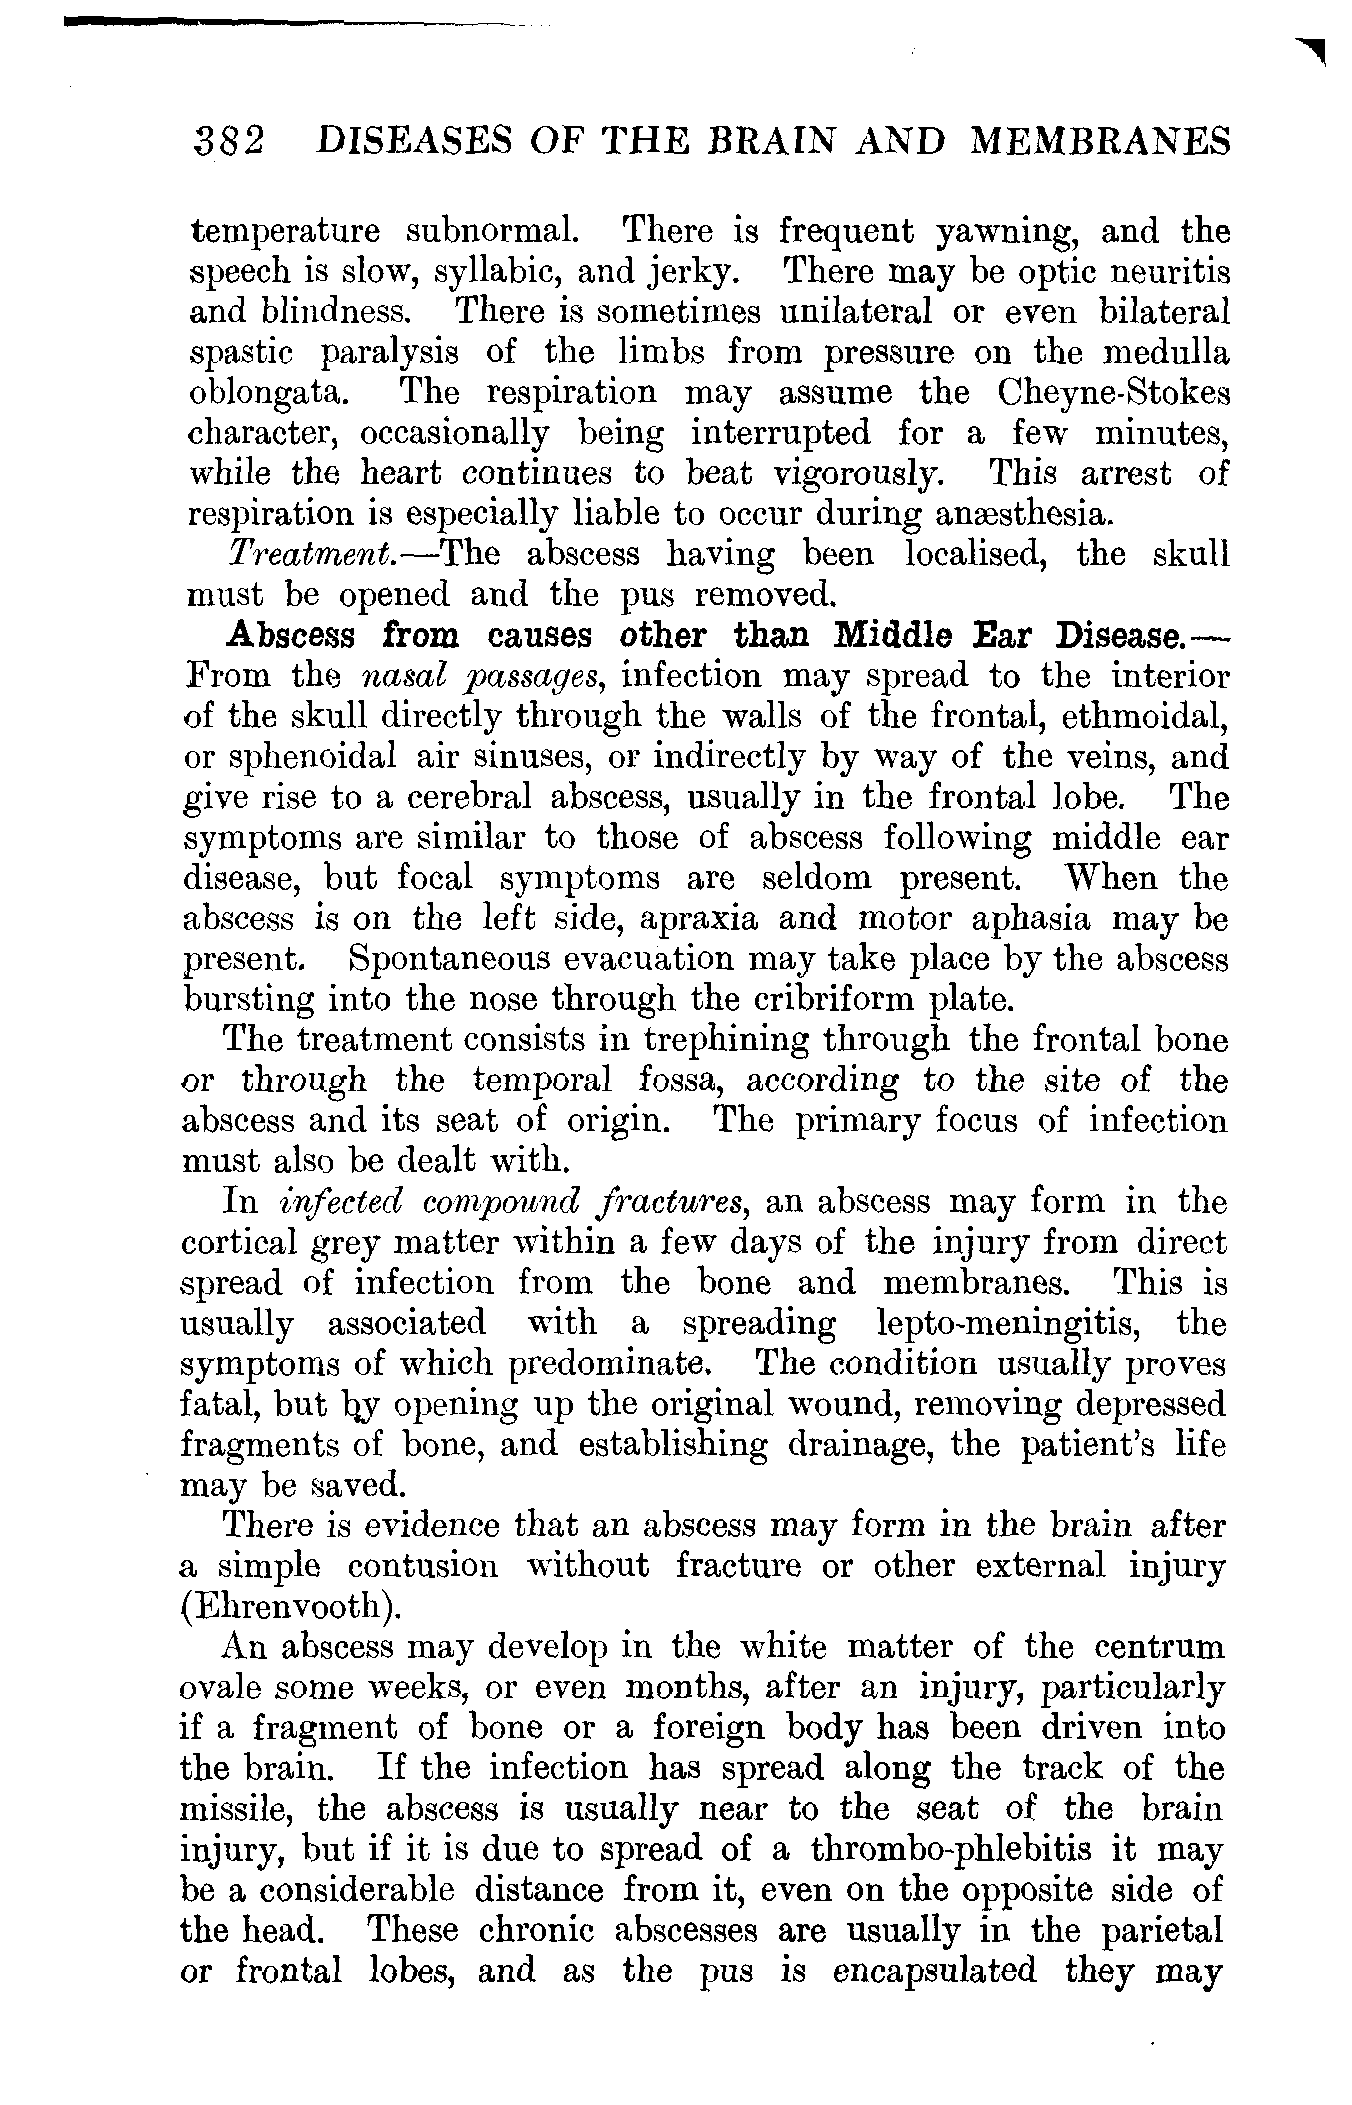 382 DISEASES OF THE BRAIN AND MEMBRANES
temperature subnormal. There is frequent yawning, and the
speech is slow, syllabic, and jerky. There may be optic neuritis
and blindness. There is sometimes unilateral or even bilateral
spastic paralysis of the limbs from pressure on the medulla
oblongata. The respiration may assume the Cheyne-Stokes
character, occasionally being interrupted for a few minutes,
while the heart continues to beat vigorously. This arrest of
respiration is especially liable to occur during anæsthesia.
Treatment.—The abscess having been localised, the skull
must be opened and the pus removed.
Abscess from causes other than Middle Ear Disease.—
From the nasal passages, infection may spread to the interior
of the skull directly through the walls of the frontal, ethmoidal,
or sphenoidal air sinuses, or indirectly by way of the veins, and
give rise to a cerebral abscess, usually in the frontal lobe. The
symptoms are similar to those of abscess following middle ear
disease, but focal symptoms are seldom present. When the
abscess is on the left side, apraxia and motor aphasia may be
present. Spontaneous evacuation may take place by the abscess
bursting into the nose through the cribriform plate.
The treatment consists in trephining through the frontal bone
or through the temporal fossa, according to the site of the
abscess and its seat of origin. The primary focus of infection
must also be dealt with.
In infected compound fractures, an abscess may form in the
cortical grey matter within a few days of the injury from direct
spread of infection from the bone and membranes. This is
usually associated with a spreading lepto-meningitis, the
symptoms of which predominate. The condition usually proves
fatal, but by opening up the original wound, removing depressed
fragments of bone, and establishing drainage, the patient's life
may be saved.
There is evidence that an abscess may form in the brain after
a simple contusion without fracture or other external injury
(Ehrenvooth).
An abscess may develop in the white matter of the centrum
ovale some weeks, or even months, after an injury, particularly
if a fragment of bone or a foreign body has been driven into
the brain. If the infection has spread along the track of the
missile, the abscess is usually near to the seat of the brain
injury, but if it is due to spread of a thrombo-phlebitis it may
be a considerable distance from it, even on the opposite side of
the head. These chronic abscesses are usually in the parietal
or frontal lobes, and as the pus is encapsulated they may